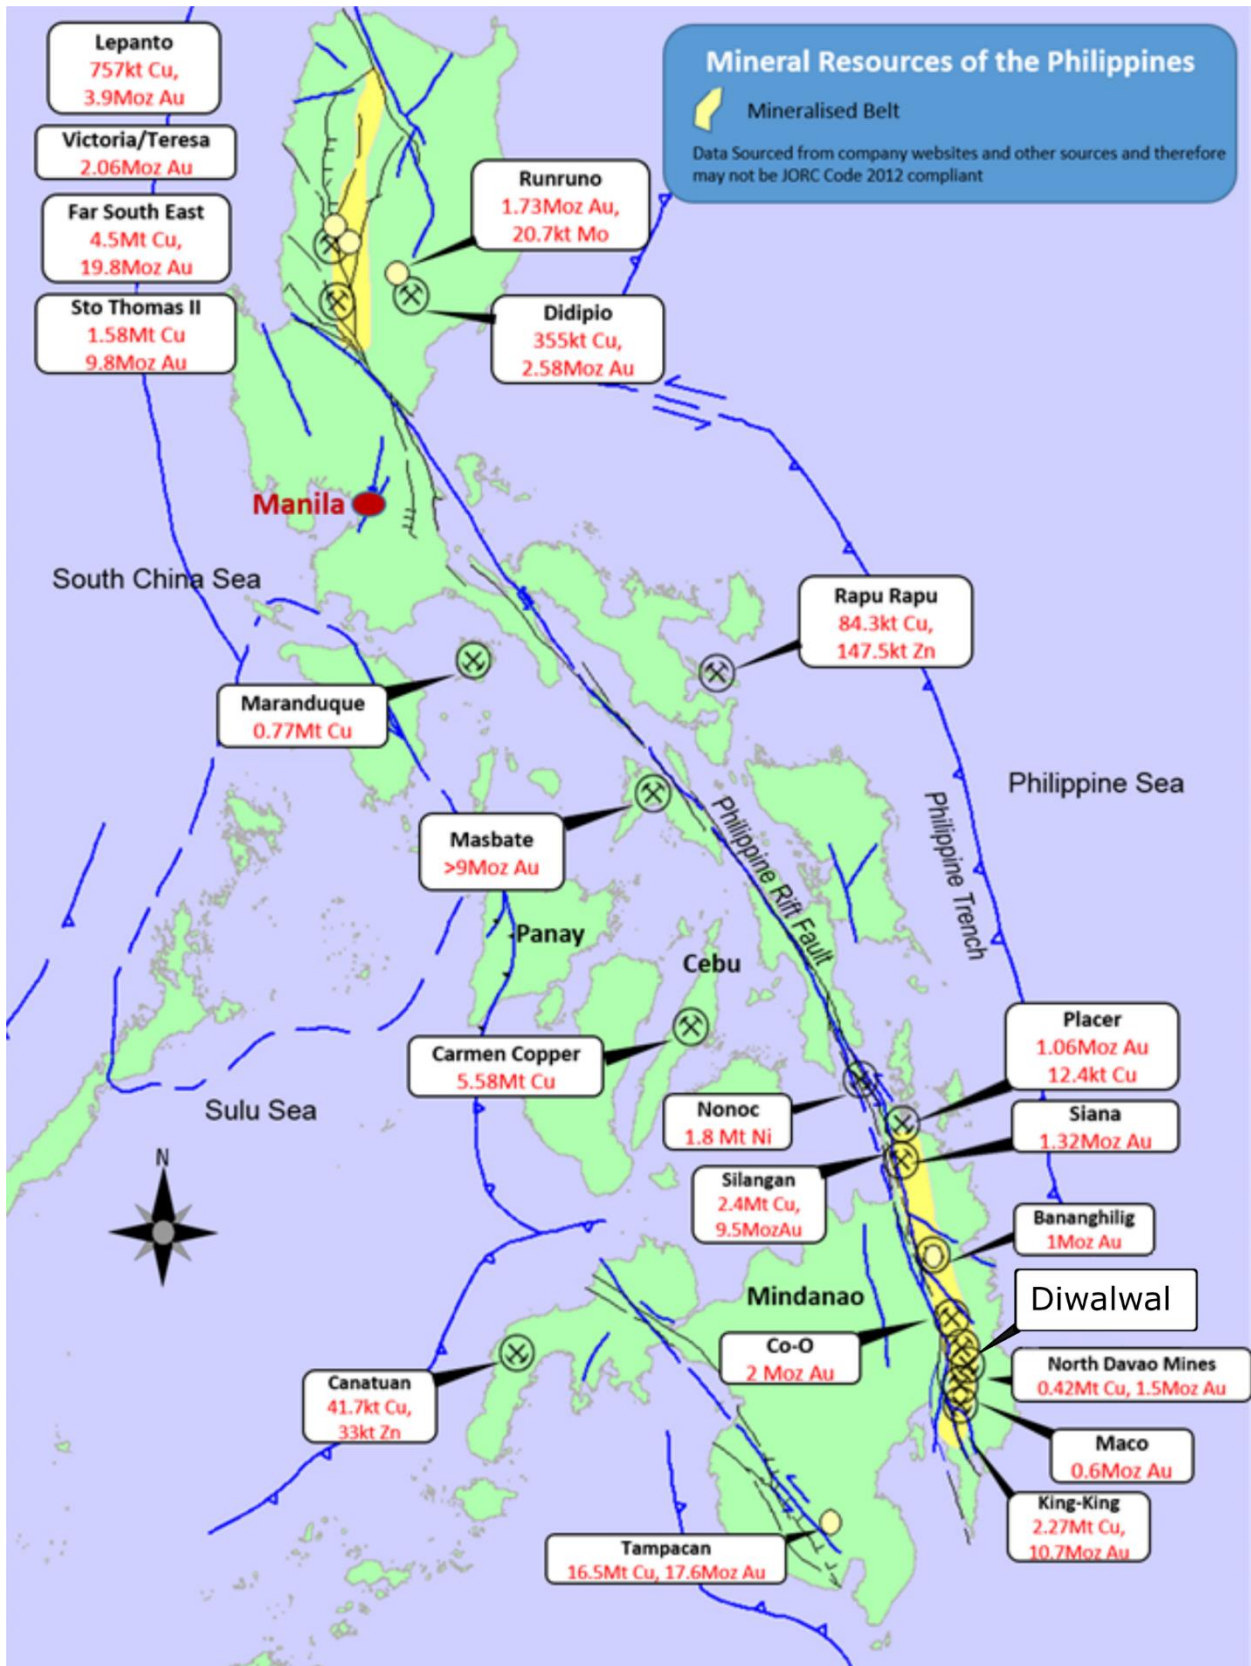 Mineral Resources of the Philippines
Mineralised Belt
Data Sourced from company websites and other sources and therefore
may not be JORC Code 2012 compliant
Lepanto
757kt Cu,
3.9Moz Au
Victoria/Teresa
2.06Moz Au
Far South East
4.5Mt Cu,
19.8Moz Au
Sto Thomas II
1.58Mt Cu
9.8Moz Au
Runruno
1.73Moz Au,
20.7kt Mo
Didipio
355kt Cu,
2.58Moz Au
Manila
South China Sea
Rapu Rapu
84.3kt Cu,
147.5kt Zn
Maranduque
0.77Mt Cu
Philippine Sea
Philippine Trench
Philippine Rift Fault
Masbate
>9Moz Au
Panay
Cebu
Carmen Copper
5.58Mt Cu
Placer
1.06Moz Au
12.4kt Cu
Nonoc
1.8 Mt Ni
Siana
1.32Moz Au
Sulu Sea
N
Silangan
2.4Mt Cu,
9.5MozAu
Bananghilig
1Moz Au
Mindanao
Diwalwal
Co-O
2 Moz Au
North Davao Mines
0.42Mt Cu, 1.5Moz Au
Canatuan
41.7kt Cu,
33kt Zn
Maco
0.6Moz Au
King-King
2.27Mt Cu,
10.7Moz Au
Tampacan
16.5Mt Cu, 17.6Moz Au